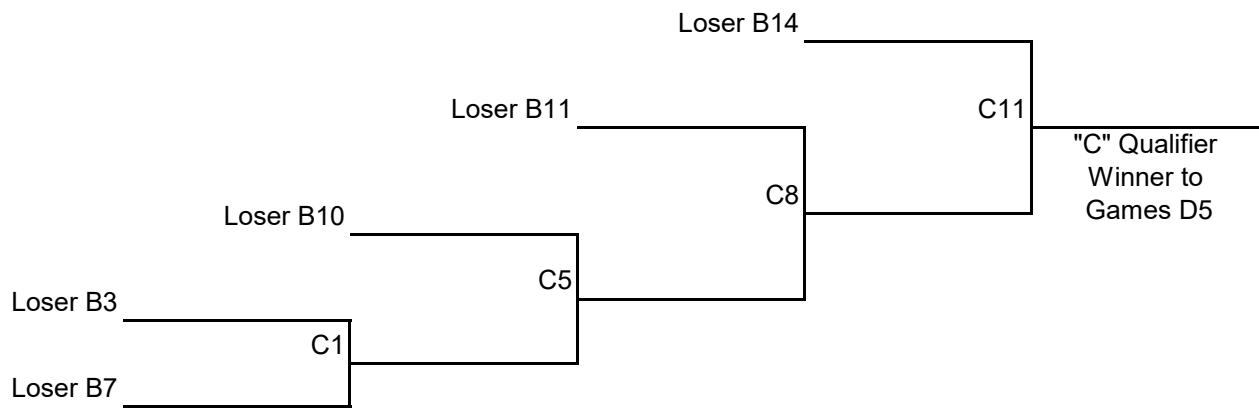 Loser B14
Loser B11
C11
"C" Qualifier
Winner to
Games D5
C8
Loser B10
C5
Loser B3
C1
Loser B7